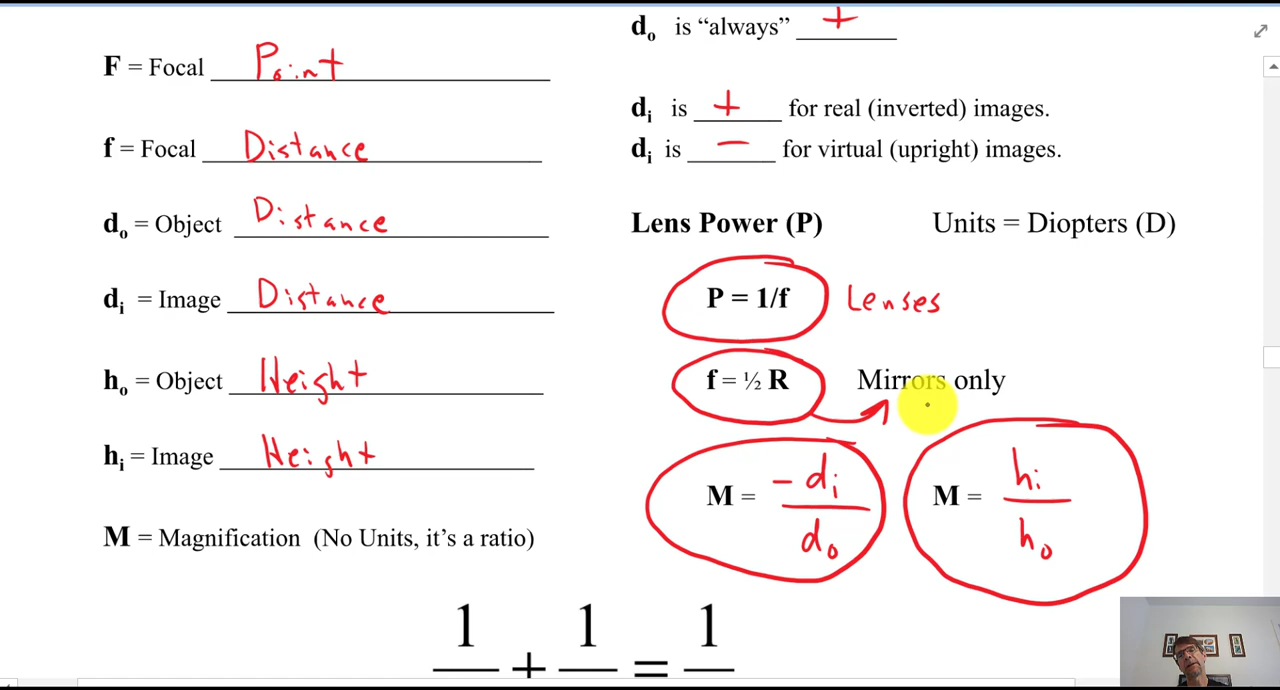 F = Focal Point
f = Focal Distance
do = Object Distance
di = Image Distance
ho = Object Height
hi = Image Height
M = Magnification (No Units, it's a ratio)
do is “always” +
di is + for real (inverted) images.
di is − for virtual (upright) images.
Lens Power (P) Units = Diopters (D)
P = 1/f Lenses
f = ½ R Mirrors only
M = -di/do M = hi/ho
1 + 1 = 1